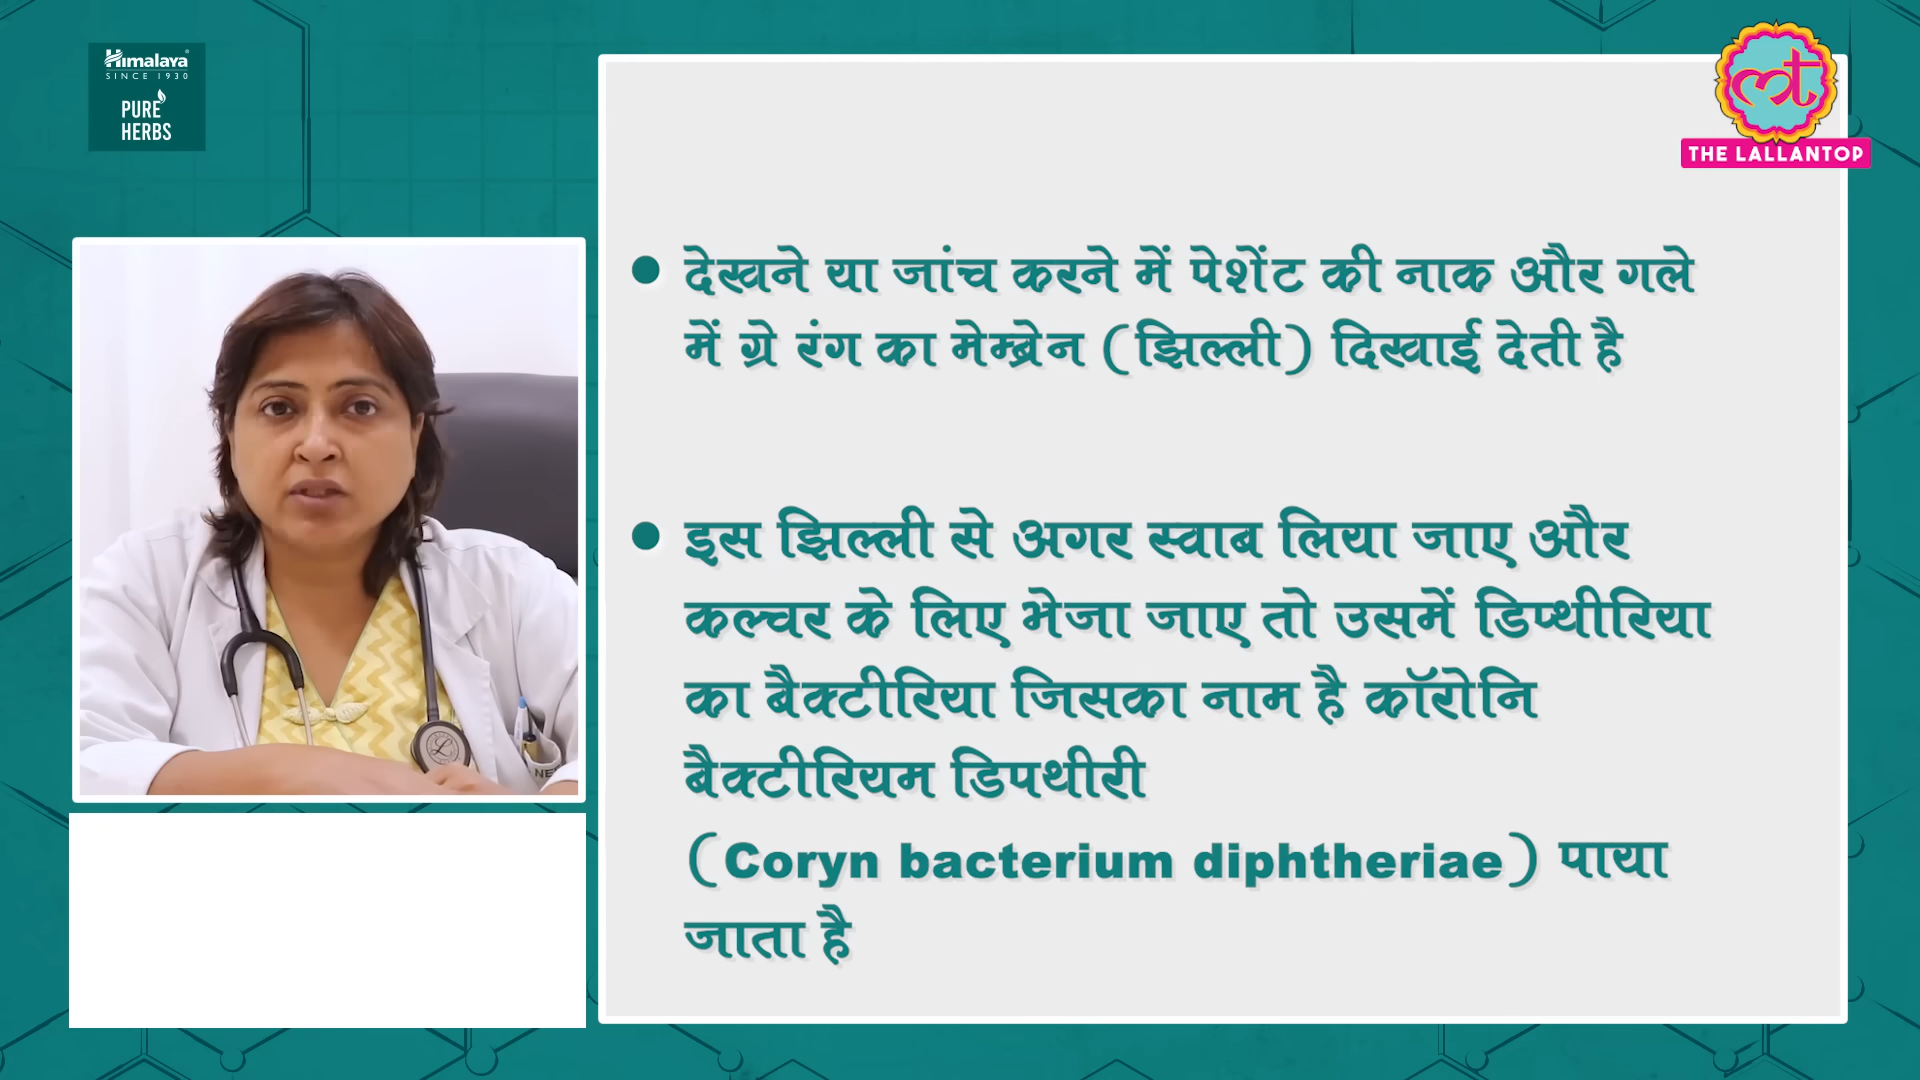 Himalaya
SINCE 1930
PURE
HERBS
THE LALLANTOP
देखने या जांच करने में पेशेंट की नाक और गले
में ग्रे रंग का मेम्ब्रेन (झिल्ली) दिखाई देती है
इस झिल्ली से अगर स्वाब लिया जाए और
कल्चर के लिए भेजा जाए तो उसमें डिप्थीरिया
का बैक्टीरिया जिसका नाम है कॉरोनि
बैक्टीरियम डिपथीरी
(Coryn bacterium diphtheriae) पाया
जाता है